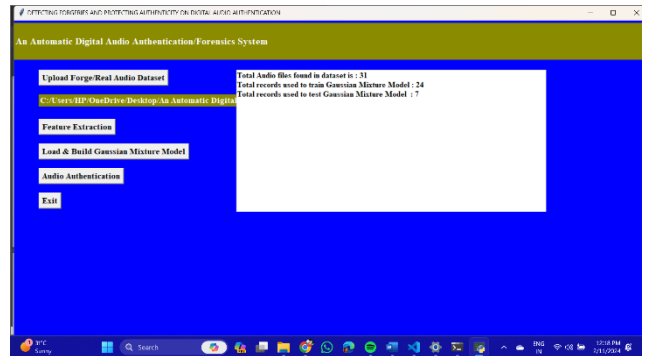 DETECTING FORGERIES AND PROTECTING AUTHENTICITY ON DIGITAL AUDIO AUTHENTICATION
An Automatic Digital Audio Authentication/Forensics System
Upload Forge/Real Audio Dataset
C:/Users/HP/OneDrive/Desktop/An Automatic Digital
Total Audio files found in dataset is : 31
Total records used to train Gaussian Mixture Model : 24
Total records used to test Gaussian Mixture Model : 7
Feature Extraction
Load & Build Gaussian Mixture Model
Audio Authentication
Exit
Sunny
Search
ENG
IN
12:18 PM
2/11/2024